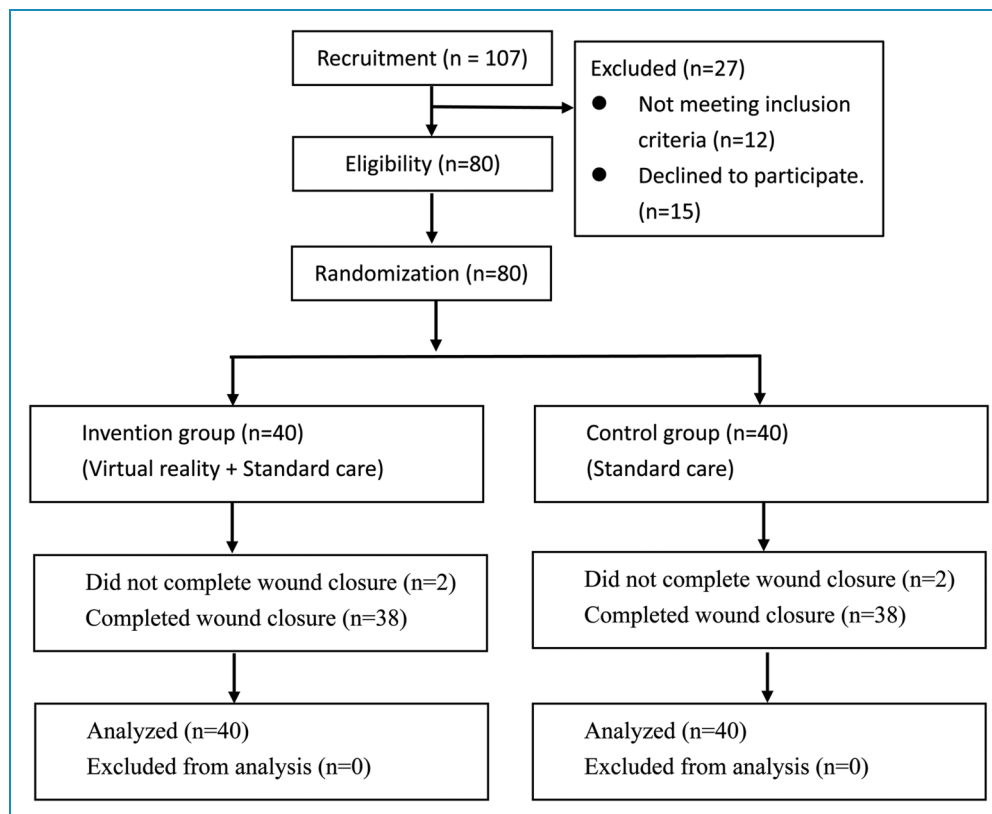 Recruitment (n = 107)
Excluded (n=27)
● Not meeting inclusion
criteria (n=12)
● Declined to participate.
(n=15)
Eligibility (n=80)
Randomization (n=80)
Invention group (n=40)
(Virtual reality + Standard care)
Control group (n=40)
(Standard care)
Did not complete wound closure (n=2)
Completed wound closure (n=38)
Did not complete wound closure (n=2)
Completed wound closure (n=38)
Analyzed (n=40)
Excluded from analysis (n=0)
Analyzed (n=40)
Excluded from analysis (n=0)